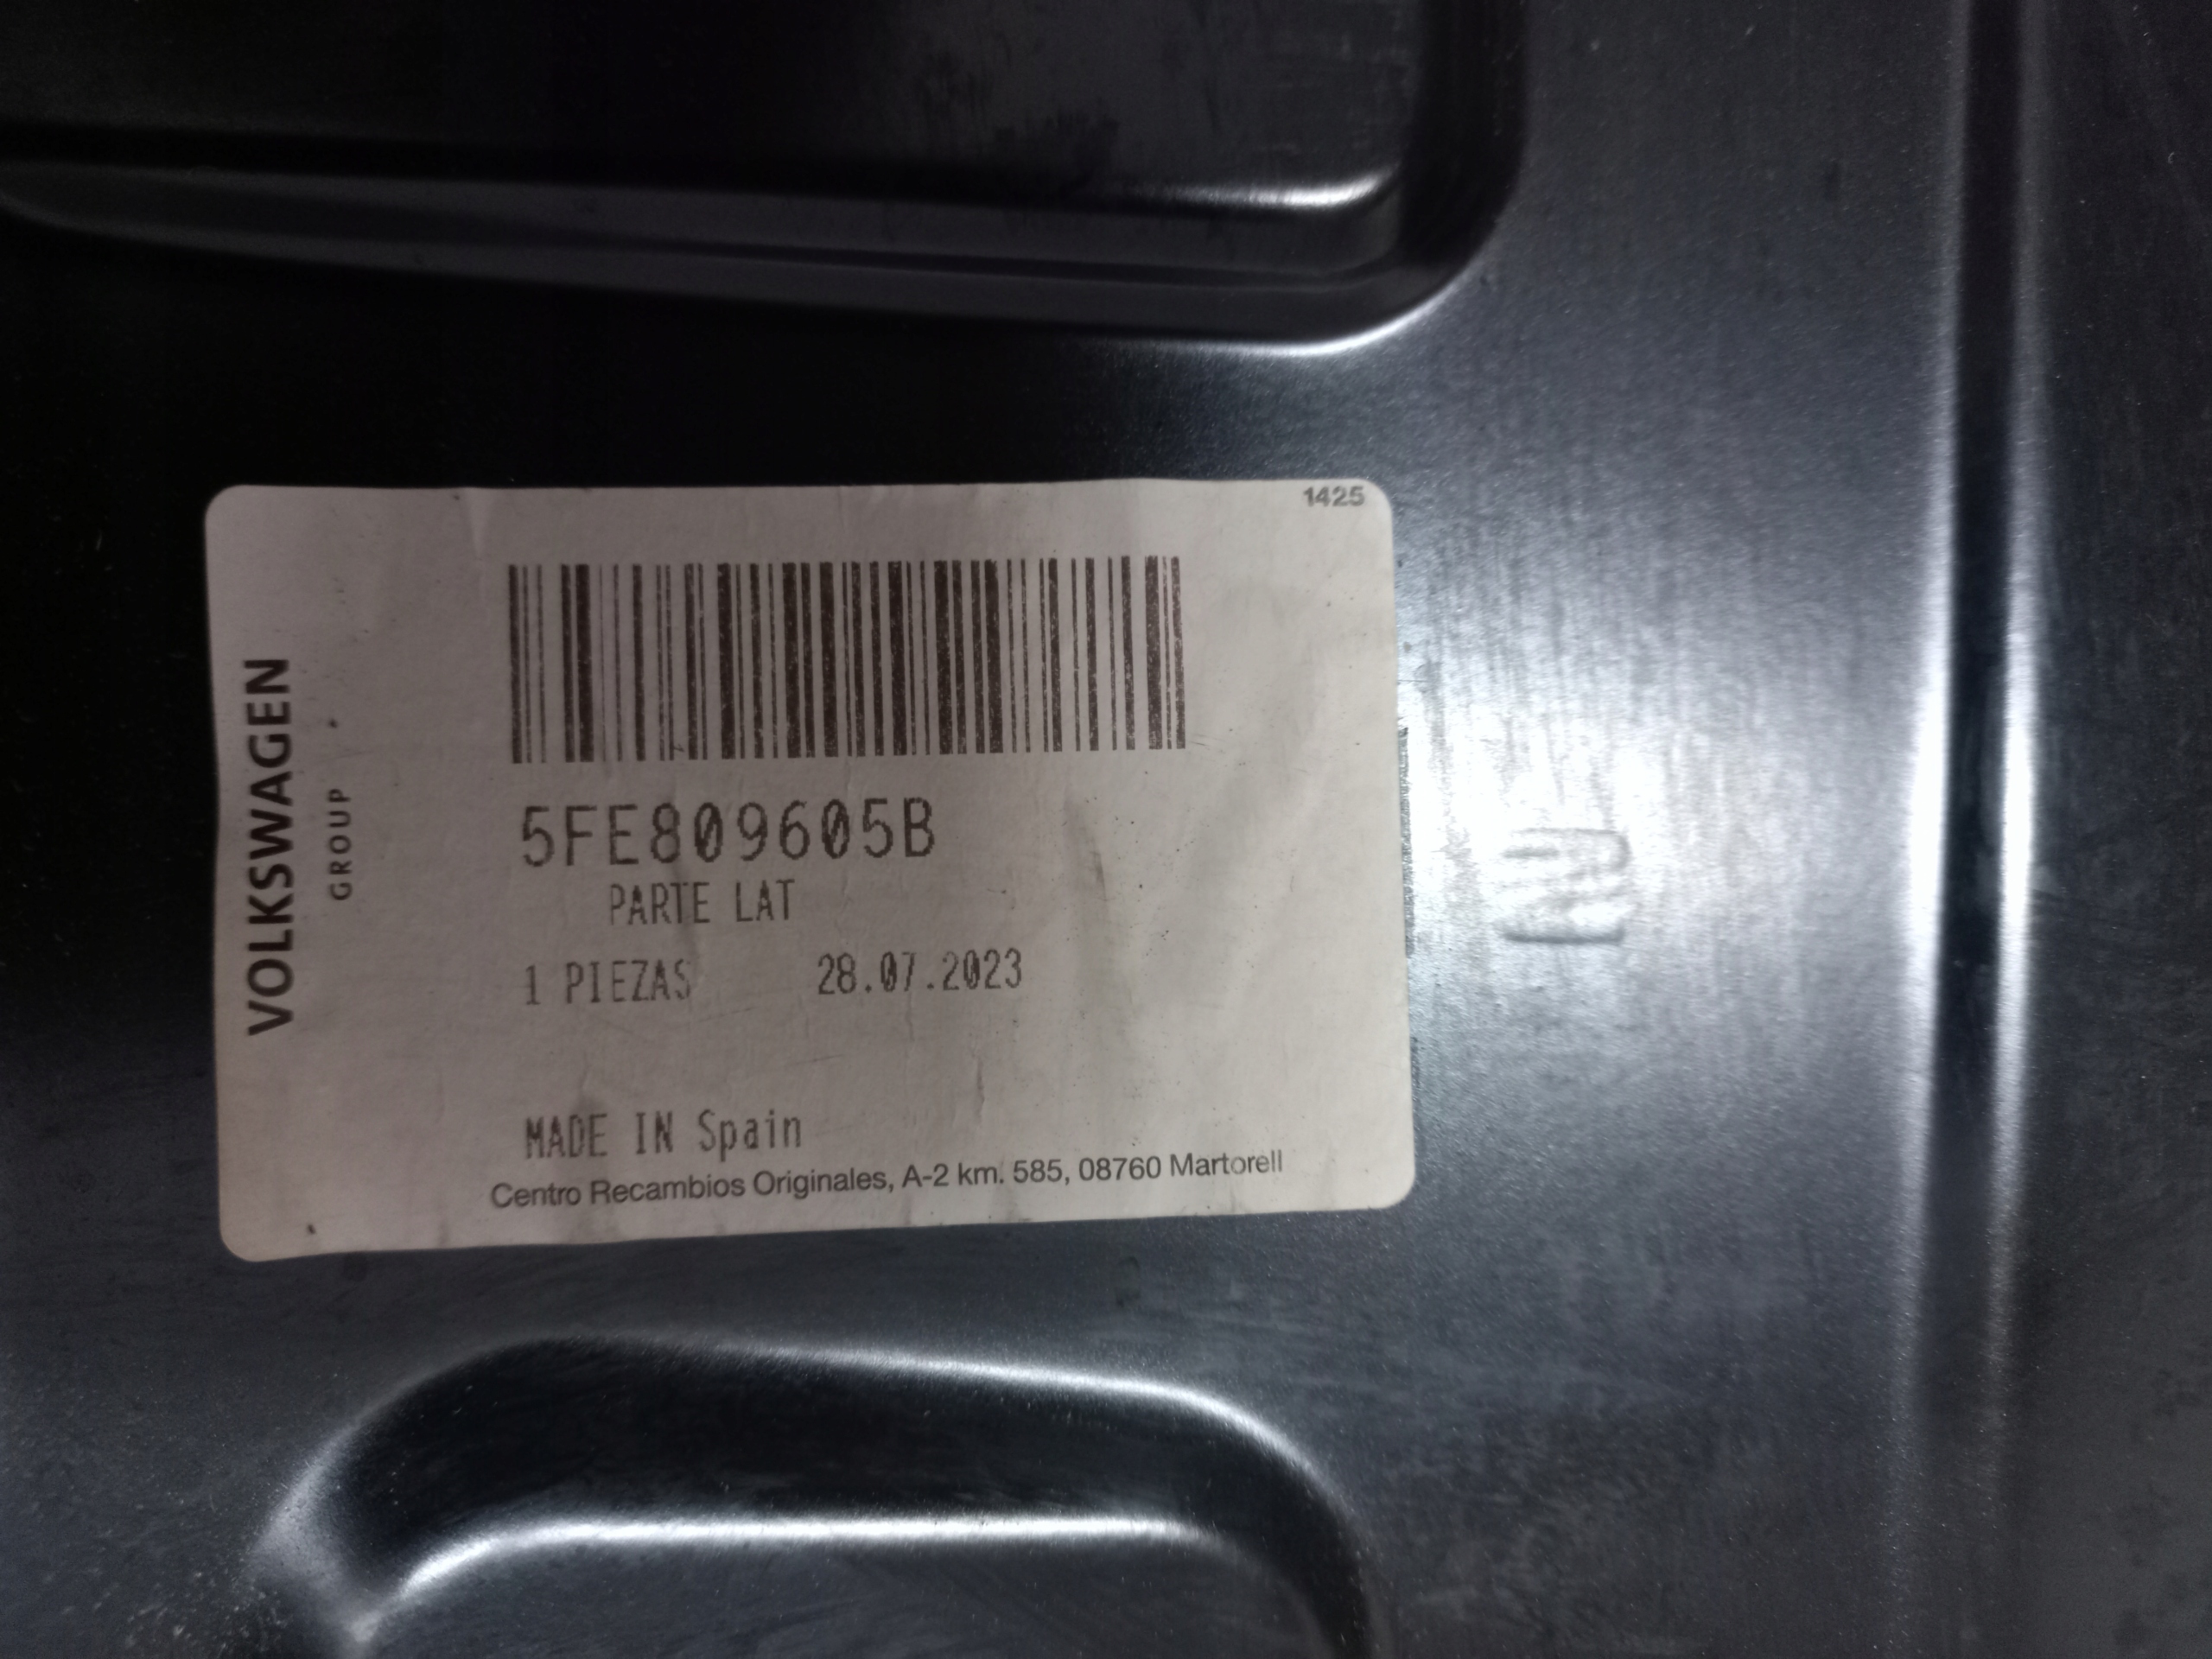 1425
VOLKSWAGEN
GROUP
5FE809605B
PARTE LAT
1 PIEZAS 28.07.2023
MADE IN Spain
Centro Recambios Originales, A-2 km. 585, 08760 Martorell